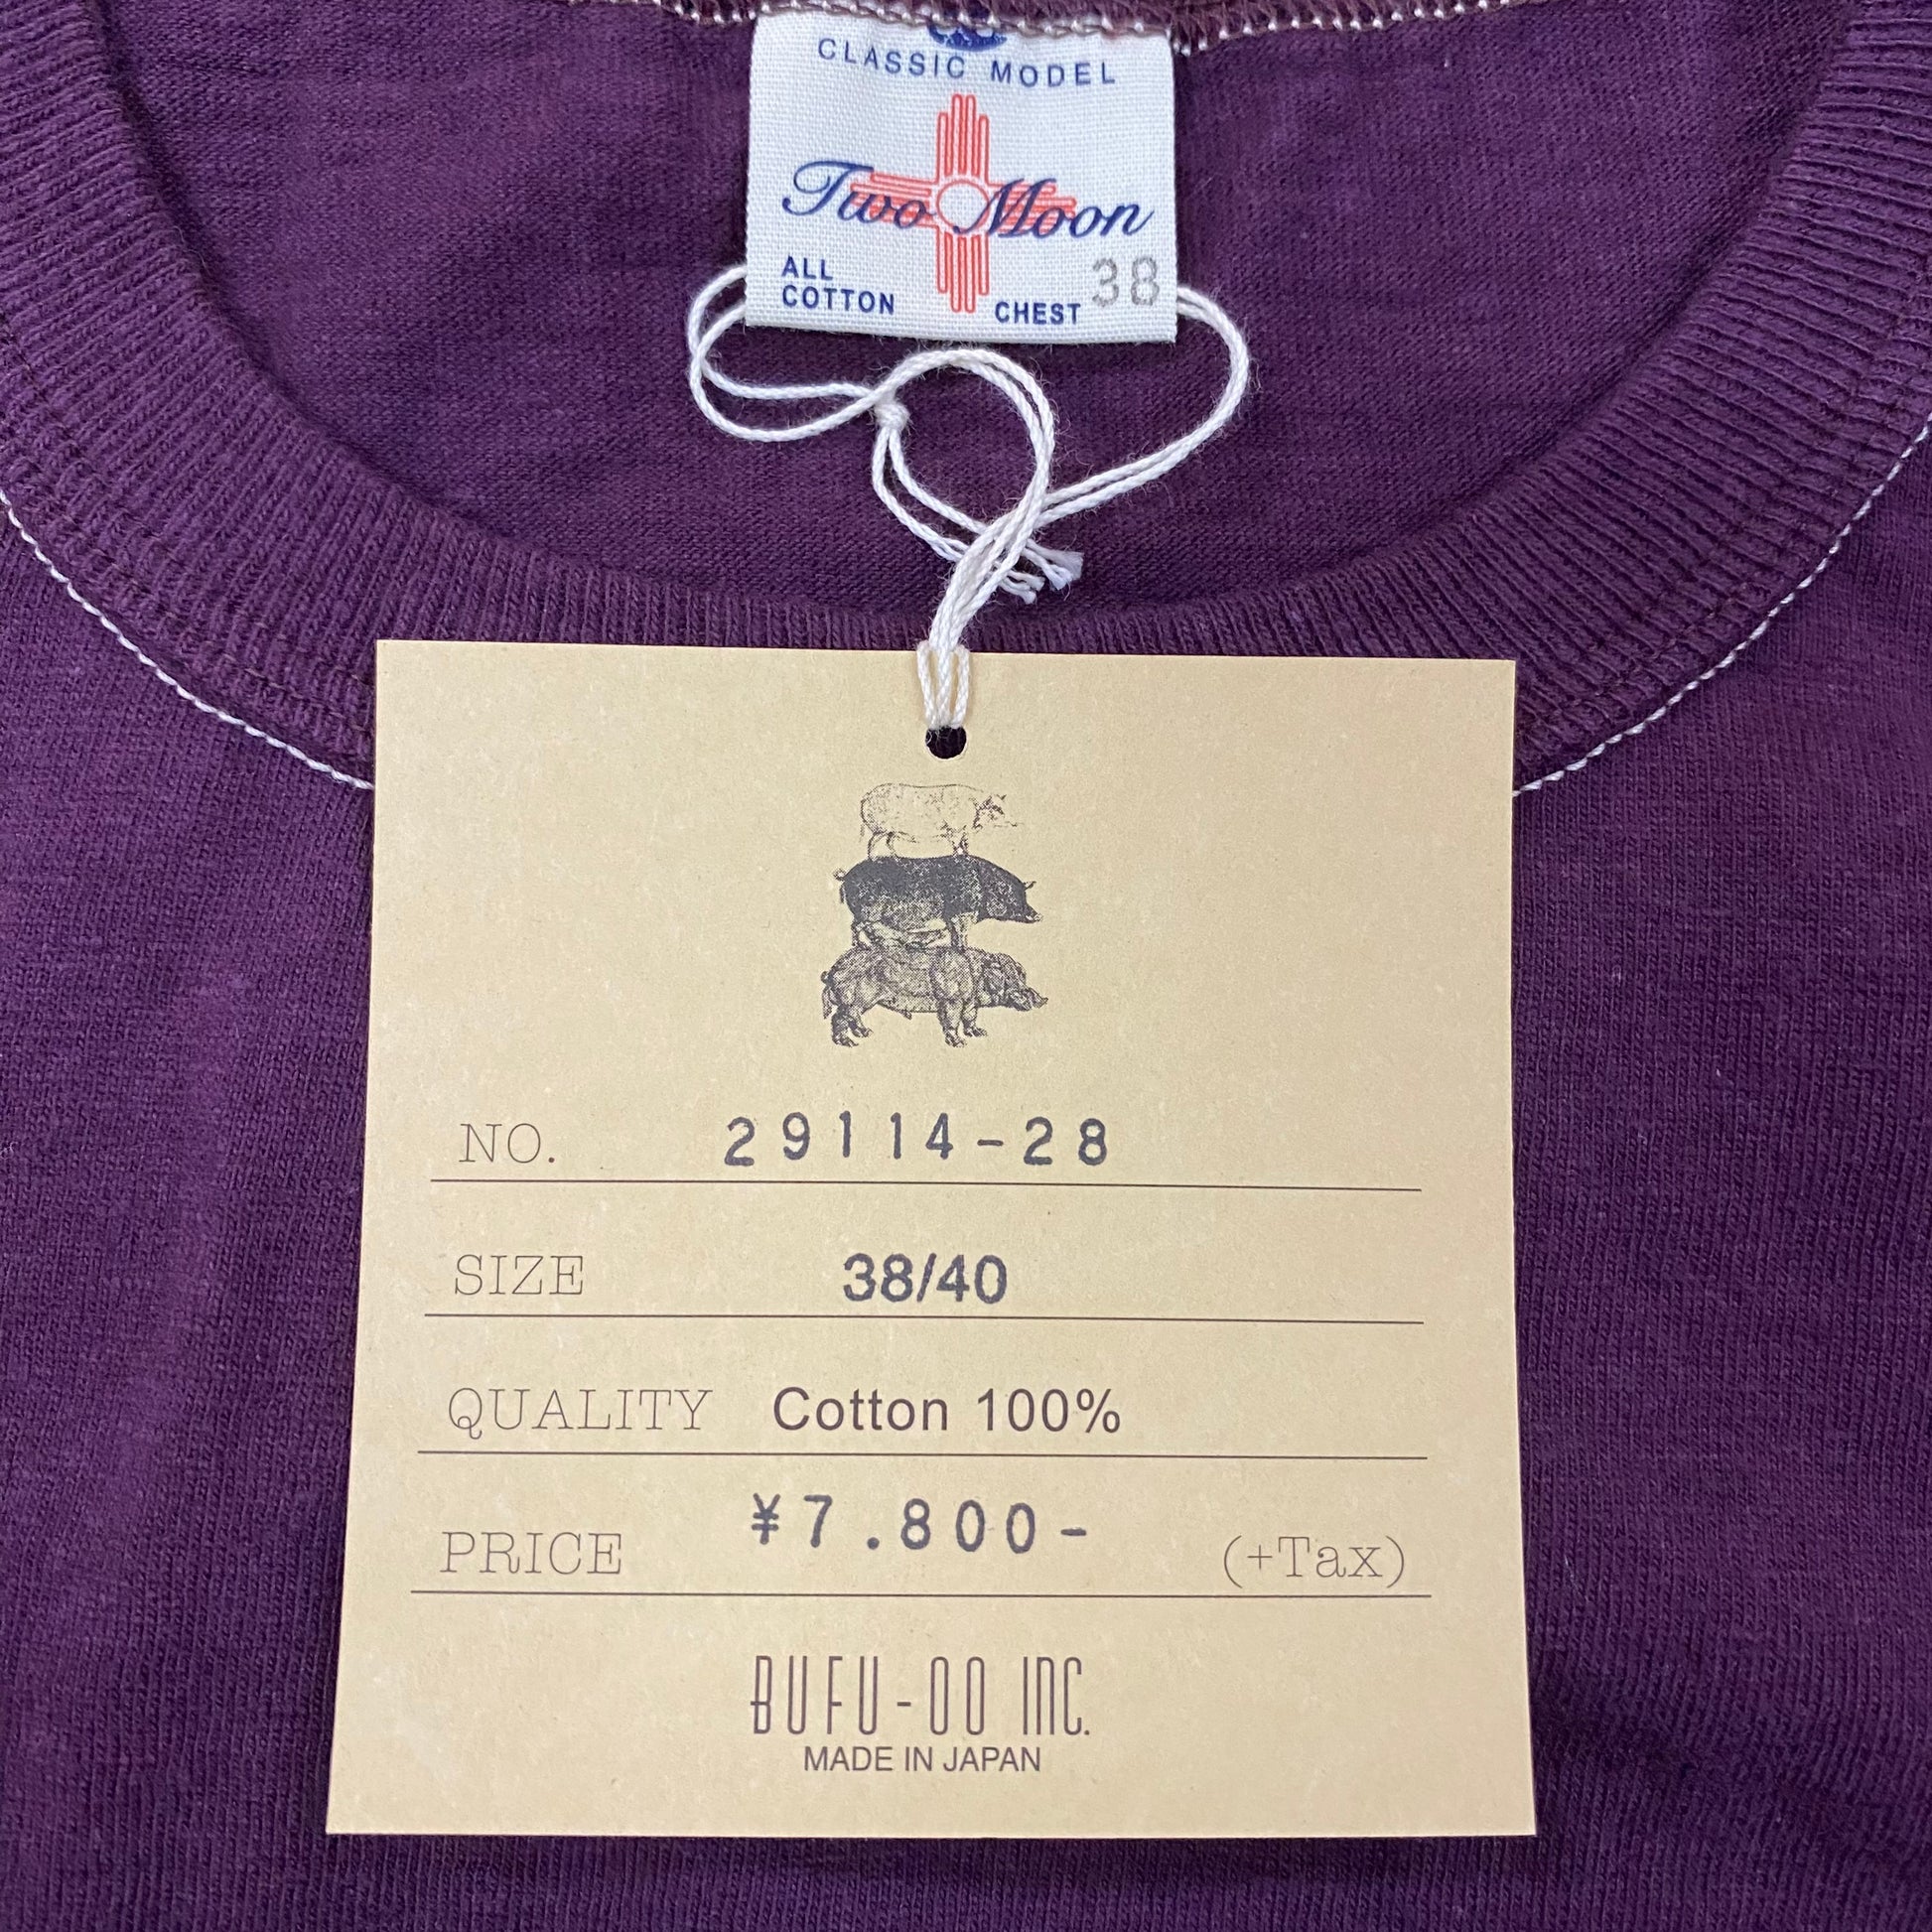 CLASSIC MODEL
Two Moon
ALL
COTTON
CHEST 38
NO. 29114-28
SIZE 38/40
QUALITY Cotton 100%
PRICE ¥7.800- (+Tax)
BUFU-OO INC.
MADE IN JAPAN